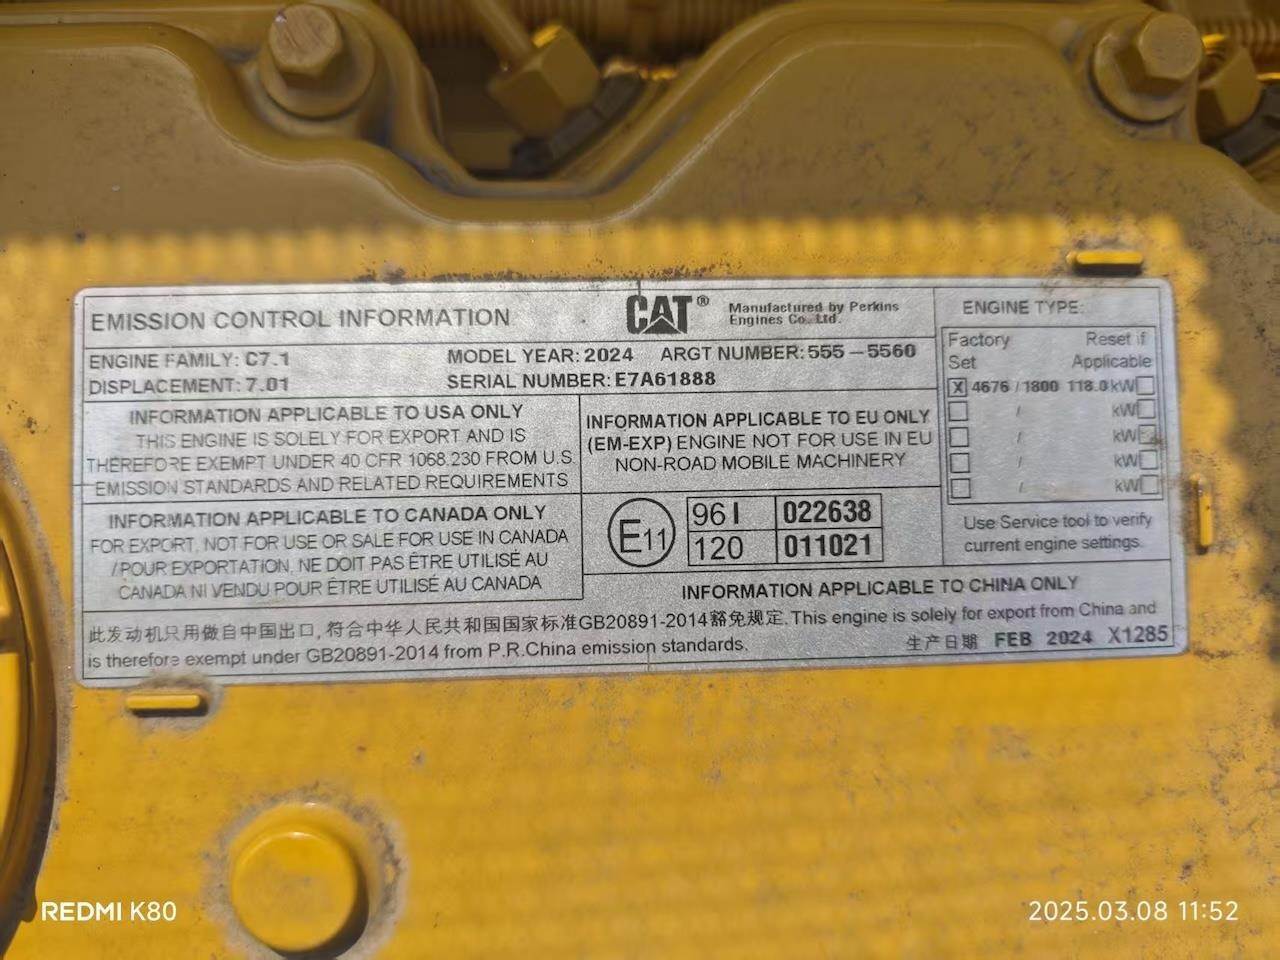 EMISSION CONTROL INFORMATION
CAT®
Manufactured by Perkins
Engines Co. Ltd.
ENGINE FAMILY: C7.1
MODEL YEAR: 2024 ARGT NUMBER: 555-5560
DISPLACEMENT: 7.01
SERIAL NUMBER: E7A61888
ENGINE TYPE:
Factory Set
Reset if Applicable
X 4676 / 1800 118.0 kW
/ kW
/ kW
/ kW
/ kW
Use Service tool to verify
current engine settings.
INFORMATION APPLICABLE TO USA ONLY
THIS ENGINE IS SOLELY FOR EXPORT AND IS
THEREFORE EXEMPT UNDER 40 CFR 1068.230 FROM U.S.
EMISSION STANDARDS AND RELATED REQUIREMENTS
INFORMATION APPLICABLE TO EU ONLY
(EM-EXP) ENGINE NOT FOR USE IN EU
NON-ROAD MOBILE MACHINERY
INFORMATION APPLICABLE TO CANADA ONLY
FOR EXPORT, NOT FOR USE OR SALE FOR USE IN CANADA
/ POUR EXPORTATION, NE DOIT PAS ÊTRE UTILISÉ AU
CANADA NI VENDU POUR ÊTRE UTILISÉ AU CANADA
E11
96 I 022638
120 011021
INFORMATION APPLICABLE TO CHINA ONLY
此发动机只用做自中国出口, 符合中华人民共和国国家标准GB20891-2014豁免规定. This engine is solely for export from China and
is therefore exempt under GB20891-2014 from P.R.China emission standards.
生产日期 FEB 2024 X1285
REDMI K80
2025.03.08 11:52